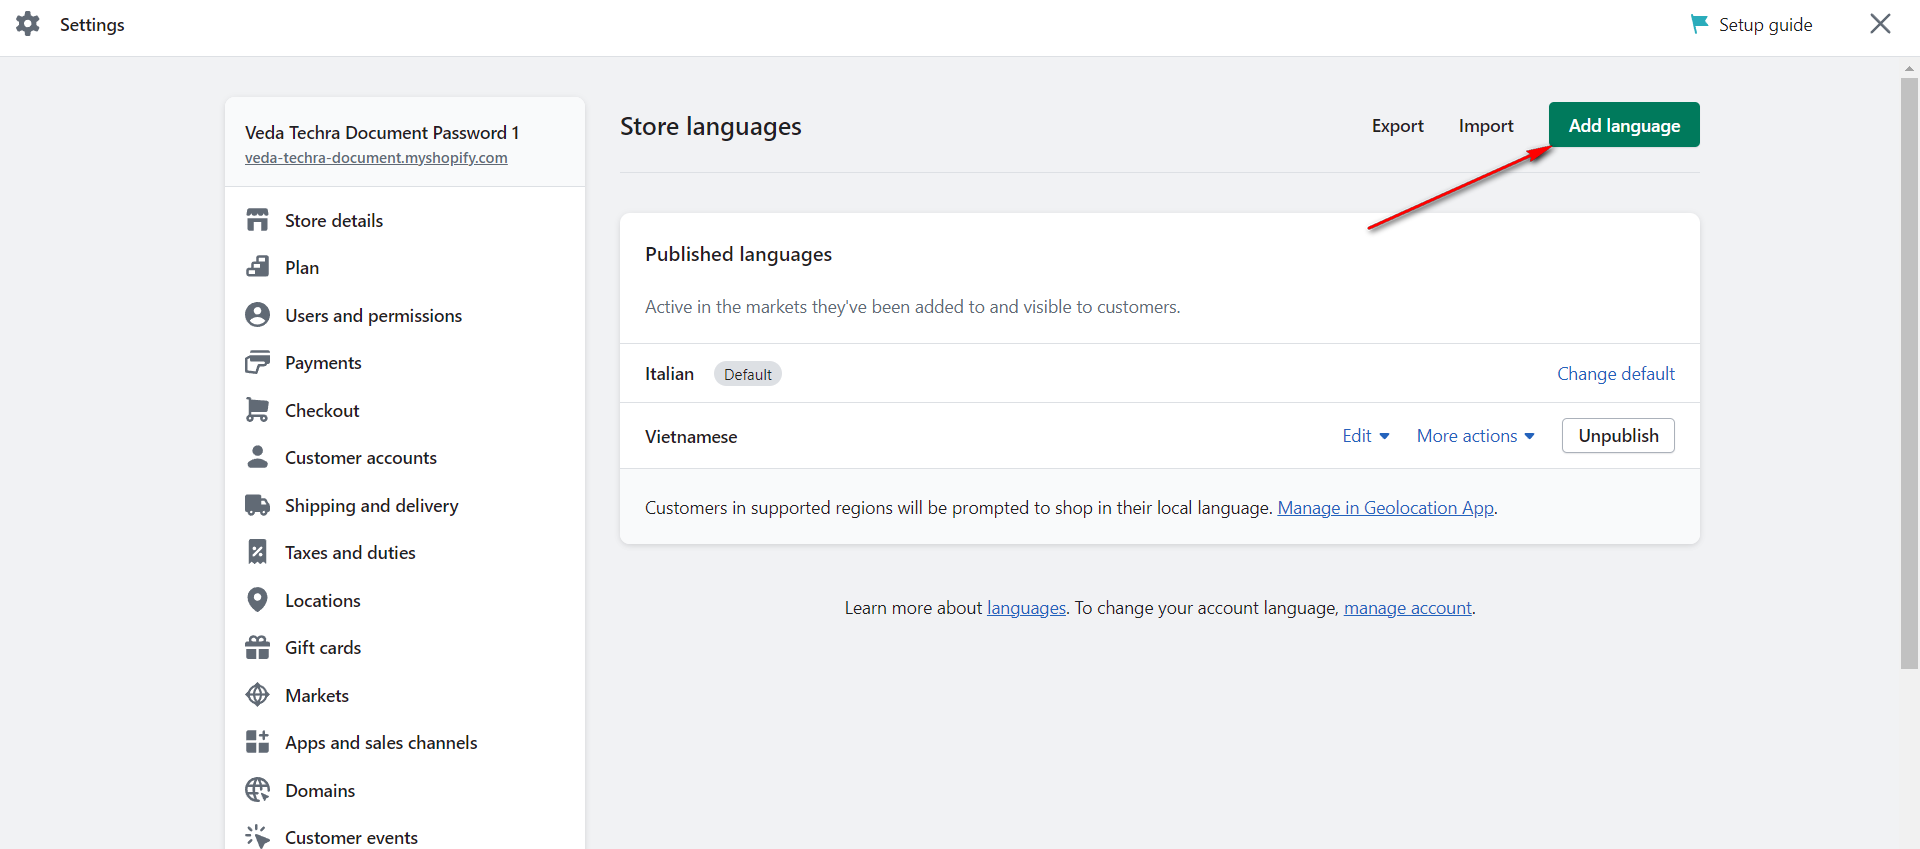 Settings
Setup guide
Veda Techra Document Password 1
veda-techra-document.myshopify.com
Store details
Plan
Users and permissions
Payments
Checkout
Customer accounts
Shipping and delivery
Taxes and duties
Locations
Gift cards
Markets
Apps and sales channels
Domains
Customer events
Store languages
Export Import Add language
Published languages
Active in the markets they've been added to and visible to customers.
Italian Default Change default
Vietnamese Edit More actions Unpublish
Customers in supported regions will be prompted to shop in their local language. Manage in Geolocation App.
Learn more about languages. To change your account language, manage account.